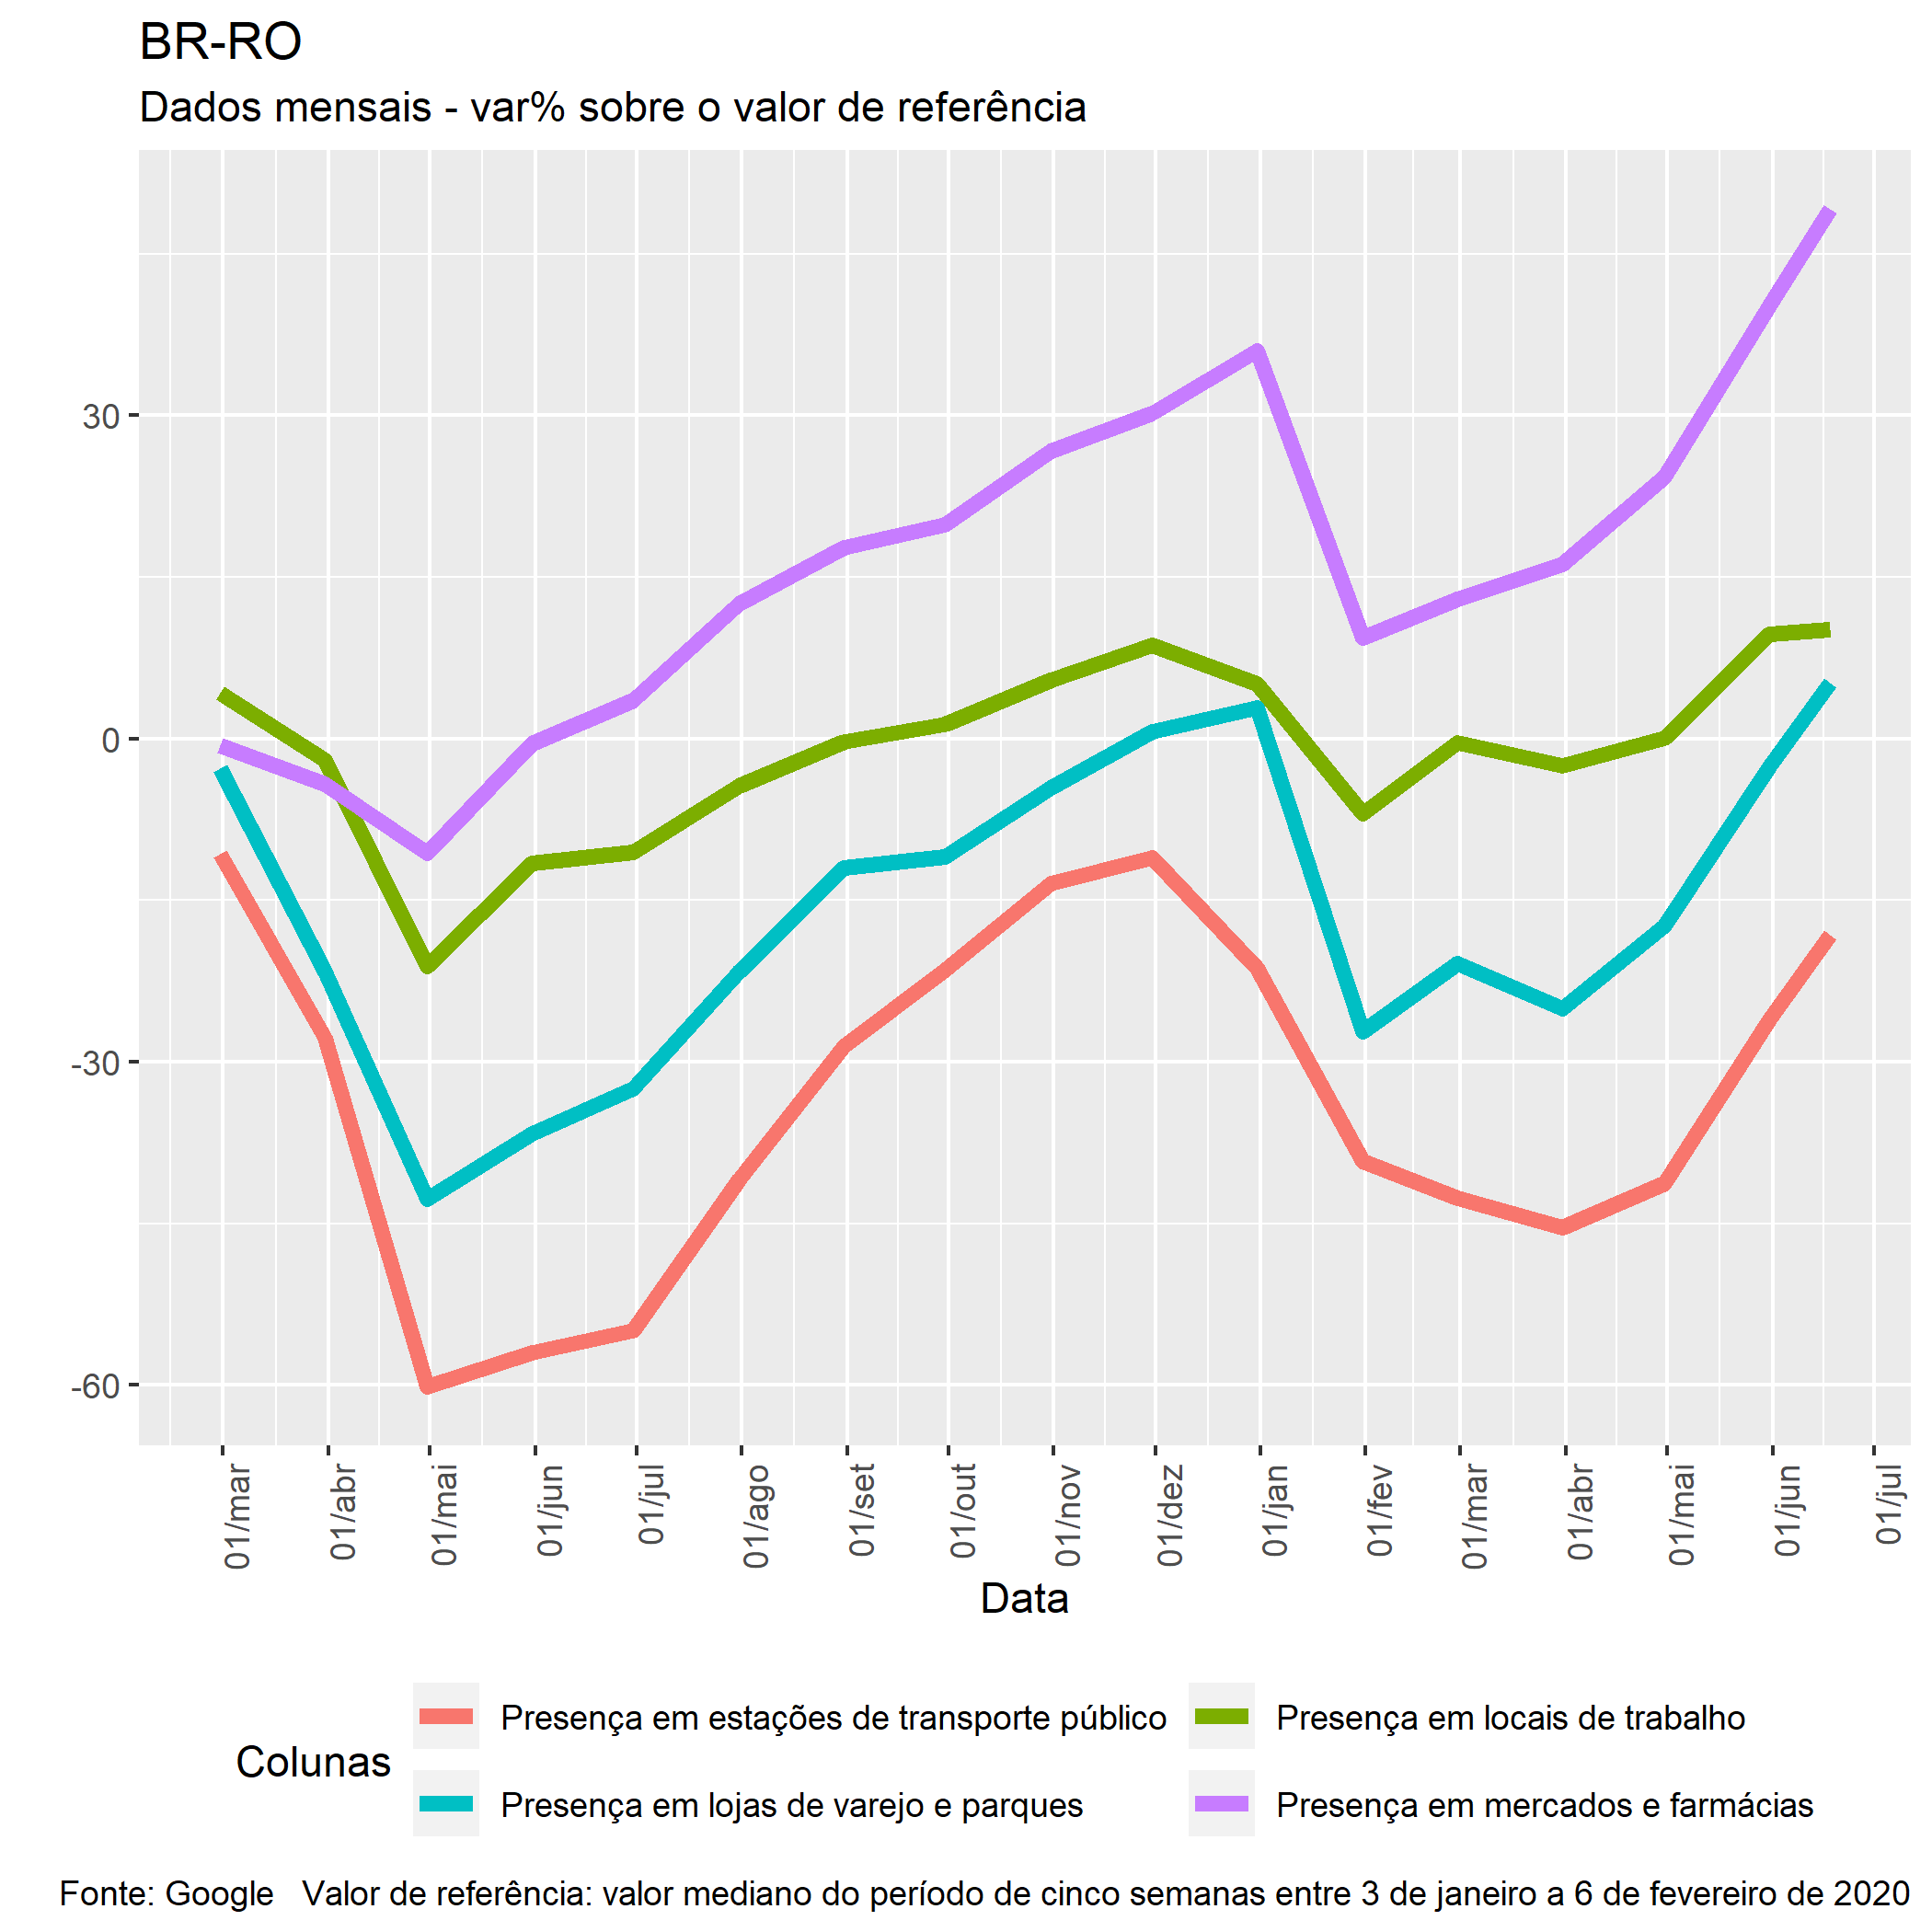 BR-RO
Dados mensais - var% sobre o valor de referência
30
0
-30
-60
01/mar
01/abr
01/mai
01/jun
01/jul
01/ago
01/set
01/out
01/nov
01/dez
01/jan
01/fev
01/mar
01/abr
01/mai
01/jun
01/jul
Data
Colunas
Presença em estações de transporte público
Presença em locais de trabalho
Presença em lojas de varejo e parques
Presença em mercados e farmácias
Fonte: Google   Valor de referência: valor mediano do período de cinco semanas entre 3 de janeiro a 6 de fevereiro de 2020